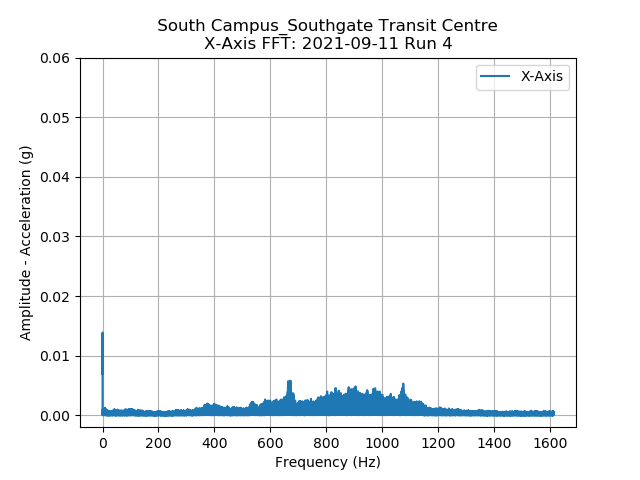 South Campus_Southgate Transit Centre
X-Axis FFT: 2021-09-11 Run 4
X-Axis
0.06
0.05
0.04
0.03
0.02
0.01
0.00
Amplitude - Acceleration (g)
0 200 400 600 800 1000 1200 1400 1600
Frequency (Hz)